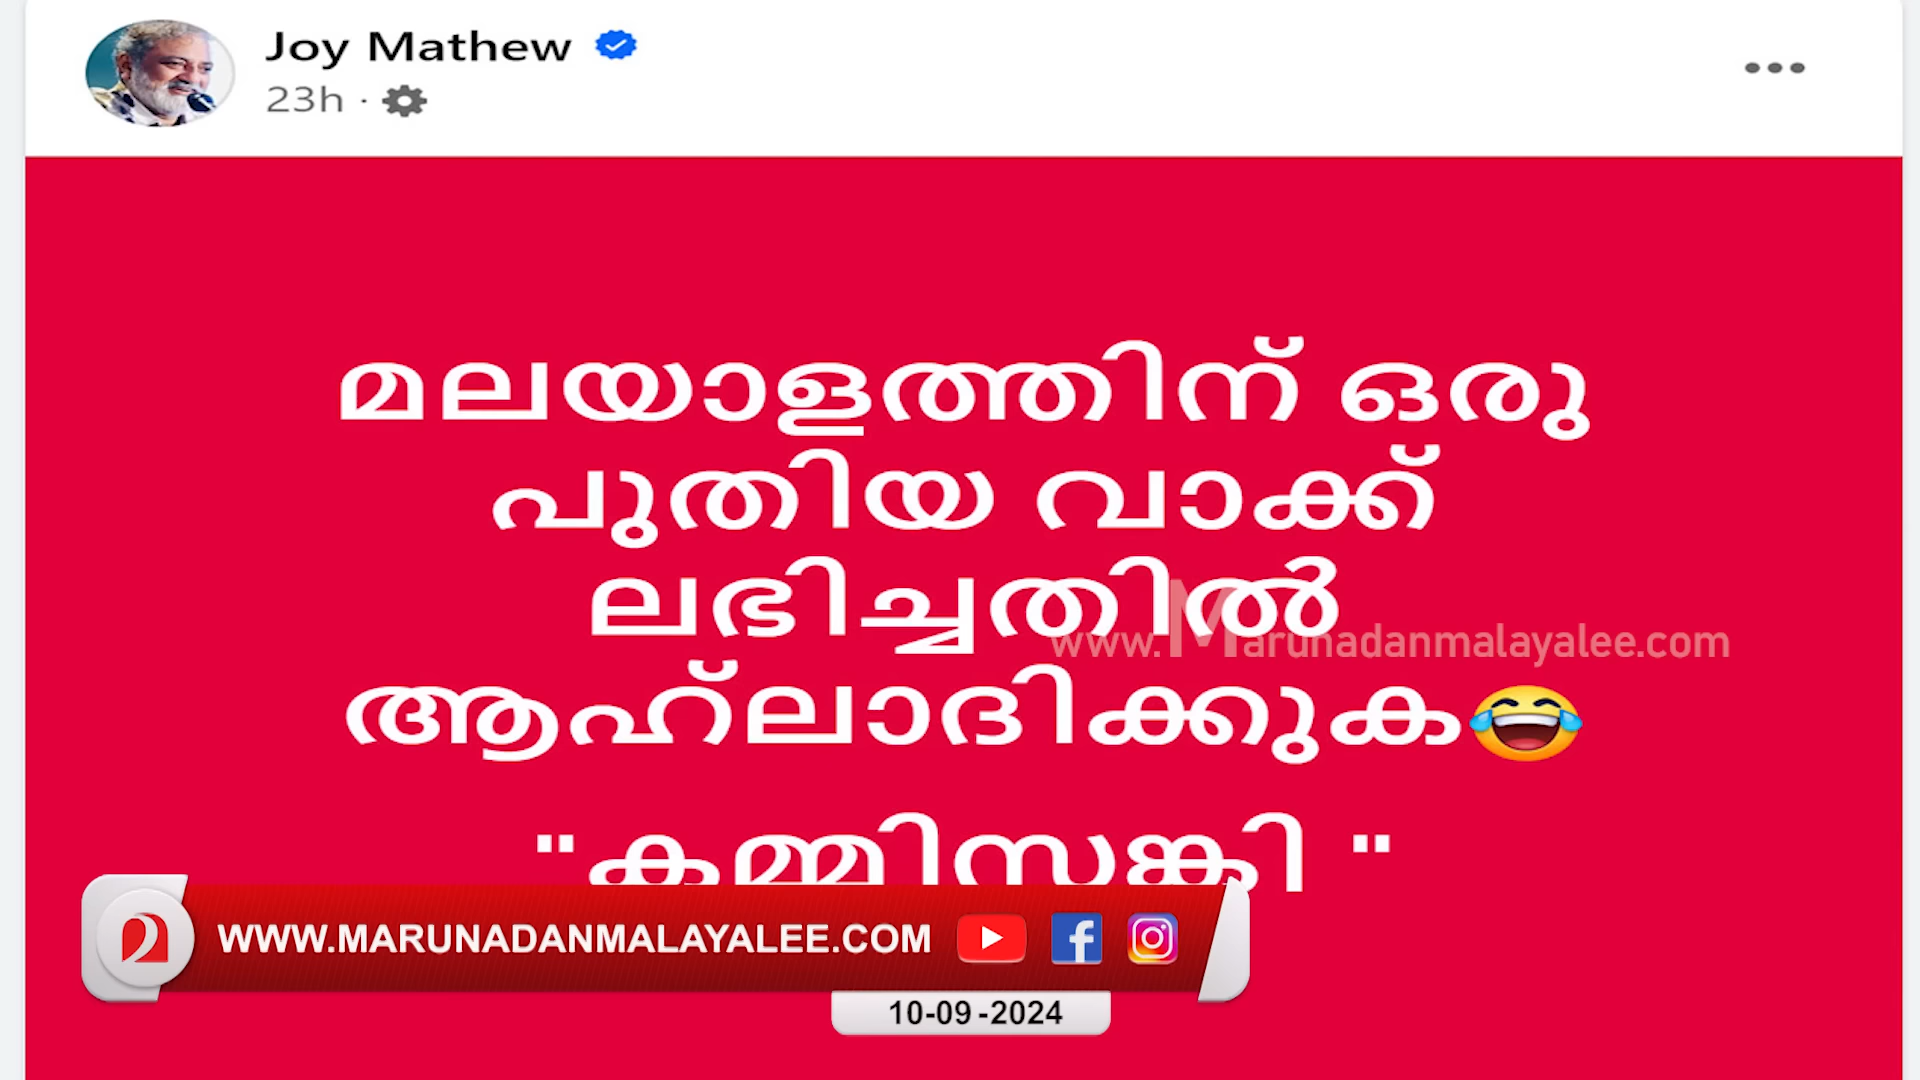 Joy Mathew
23h ·
മലയാളത്തിന് ഒരു
പുതിയ വാക്ക്
ലഭിച്ചതിൽ
www.Marunadanmalayalee.com
ആഹ്ലാദിക്കുക😂
"കമ്മിസങ്കി "
WWW.MARUNADANMALAYALEE.COM
10-09-2024